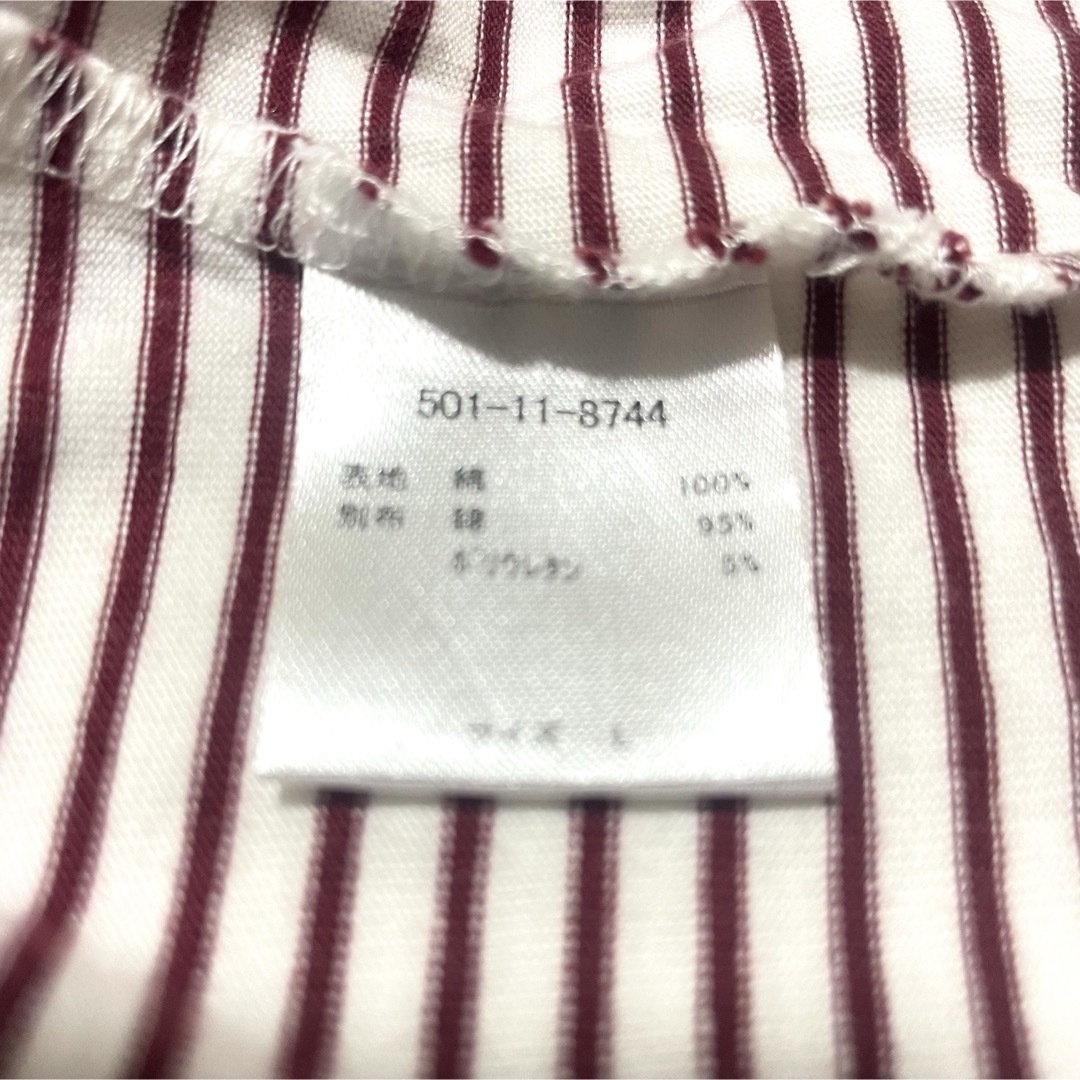 501-11-8744
表地 綿 100%
別布 綿 95%
ポリウレタン 5%
サイズ L